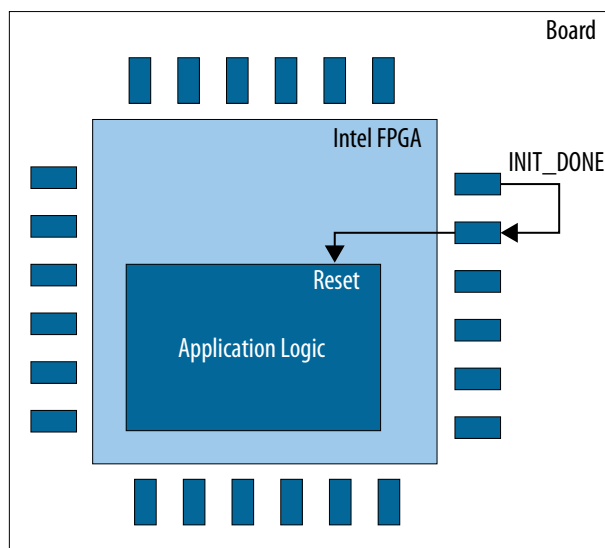 Board
Intel FPGA
INIT_DONE
Reset
Application Logic